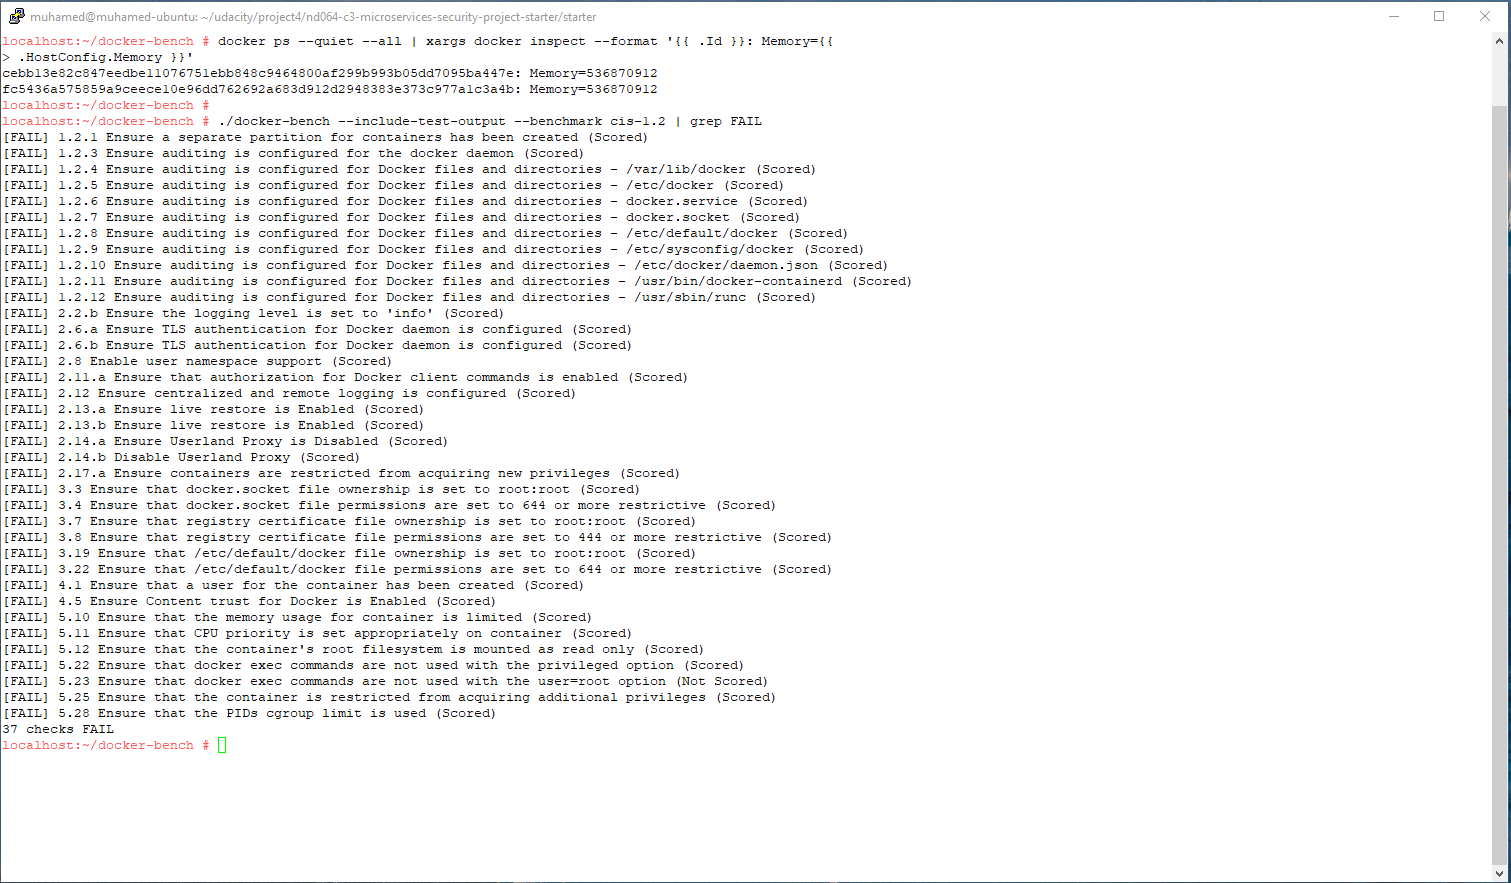 muhamed@muhamed-ubuntu: ~/udacity/project4/nd064-c3-microservices-security-project-starter/starter
localhost:~/docker-bench # docker ps --quiet --all | xargs docker inspect --format '{{ .Id }}: Memory={{
> .HostConfig.Memory }}'
cebb13e82c847eedbe11076751ebb848c9464800af299b993b05dd7095ba447e: Memory=536870912
fc5436a575859a9ceece10e96dd762692a683d912d2948383e373c977a1c3a4b: Memory=536870912
localhost:~/docker-bench #
localhost:~/docker-bench # ./docker-bench --include-test-output --benchmark cis-1.2 | grep FAIL
[FAIL] 1.2.1 Ensure a separate partition for containers has been created (Scored)
[FAIL] 1.2.3 Ensure auditing is configured for the docker daemon (Scored)
[FAIL] 1.2.4 Ensure auditing is configured for Docker files and directories - /var/lib/docker (Scored)
[FAIL] 1.2.5 Ensure auditing is configured for Docker files and directories - /etc/docker (Scored)
[FAIL] 1.2.6 Ensure auditing is configured for Docker files and directories - docker.service (Scored)
[FAIL] 1.2.7 Ensure auditing is configured for Docker files and directories - docker.socket (Scored)
[FAIL] 1.2.8 Ensure auditing is configured for Docker files and directories - /etc/default/docker (Scored)
[FAIL] 1.2.9 Ensure auditing is configured for Docker files and directories - /etc/sysconfig/docker (Scored)
[FAIL] 1.2.10 Ensure auditing is configured for Docker files and directories - /etc/docker/daemon.json (Scored)
[FAIL] 1.2.11 Ensure auditing is configured for Docker files and directories - /usr/bin/docker-containerd (Scored)
[FAIL] 1.2.12 Ensure auditing is configured for Docker files and directories - /usr/sbin/runc (Scored)
[FAIL] 2.2.b Ensure the logging level is set to 'info' (Scored)
[FAIL] 2.6.a Ensure TLS authentication for Docker daemon is configured (Scored)
[FAIL] 2.6.b Ensure TLS authentication for Docker daemon is configured (Scored)
[FAIL] 2.8 Enable user namespace support (Scored)
[FAIL] 2.11.a Ensure that authorization for Docker client commands is enabled (Scored)
[FAIL] 2.12 Ensure centralized and remote logging is configured (Scored)
[FAIL] 2.13.a Ensure live restore is Enabled (Scored)
[FAIL] 2.13.b Ensure live restore is Enabled (Scored)
[FAIL] 2.14.a Ensure Userland Proxy is Disabled (Scored)
[FAIL] 2.14.b Disable Userland Proxy (Scored)
[FAIL] 2.17.a Ensure containers are restricted from acquiring new privileges (Scored)
[FAIL] 3.3 Ensure that docker.socket file ownership is set to root:root (Scored)
[FAIL] 3.4 Ensure that docker.socket file permissions are set to 644 or more restrictive (Scored)
[FAIL] 3.7 Ensure that registry certificate file ownership is set to root:root (Scored)
[FAIL] 3.8 Ensure that registry certificate file permissions are set to 444 or more restrictive (Scored)
[FAIL] 3.19 Ensure that /etc/default/docker file ownership is set to root:root (Scored)
[FAIL] 3.22 Ensure that /etc/default/docker file permissions are set to 644 or more restrictive (Scored)
[FAIL] 4.1 Ensure that a user for the container has been created (Scored)
[FAIL] 4.5 Ensure Content trust for Docker is Enabled (Scored)
[FAIL] 5.10 Ensure that the memory usage for container is limited (Scored)
[FAIL] 5.11 Ensure that CPU priority is set appropriately on container (Scored)
[FAIL] 5.12 Ensure that the container's root filesystem is mounted as read only (Scored)
[FAIL] 5.22 Ensure that docker exec commands are not used with the privileged option (Scored)
[FAIL] 5.23 Ensure that docker exec commands are not used with the user=root option (Not Scored)
[FAIL] 5.25 Ensure that the container is restricted from acquiring additional privileges (Scored)
[FAIL] 5.28 Ensure that the PIDs cgroup limit is used (Scored)
37 checks FAIL
localhost:~/docker-bench #